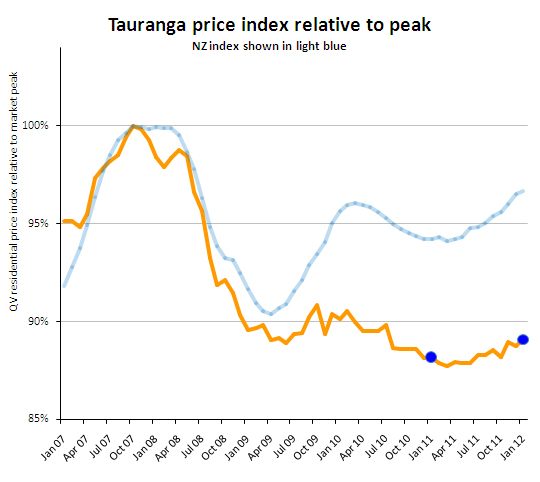 Tauranga price index relative to peak
NZ index shown in light blue
QV residential price index relative to market peak
100%
95%
90%
85%
Jan 07
Apr 07
Jul 07
Oct 07
Jan 08
Apr 08
Jul 08
Oct 08
Jan 09
Apr 09
Jul 09
Oct 09
Jan 10
Apr 10
Jul 10
Oct 10
Jan 11
Apr 11
Jul 11
Oct 11
Jan 12